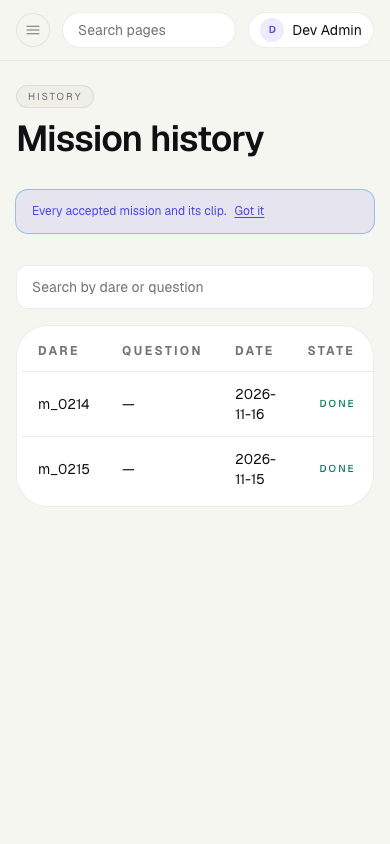 Search pages
D
Dev Admin
HISTORY
Mission history
Every accepted mission and its clip. Got it
Search by dare or question
DARE QUESTION DATE STATE
m_0214 — 2026-11-16 DONE
m_0215 — 2026-11-15 DONE